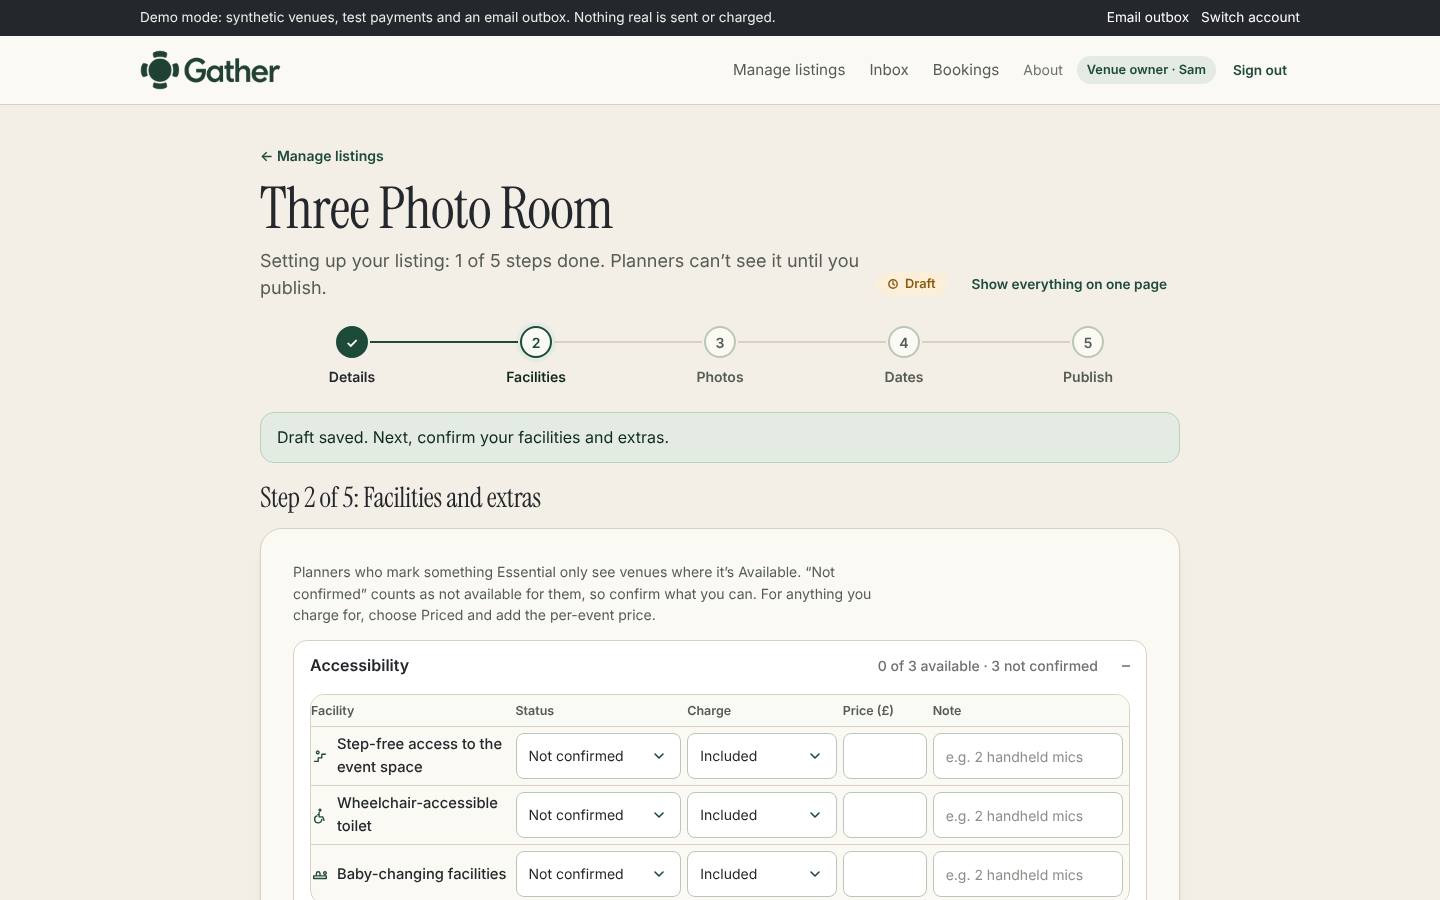 Demo mode: synthetic venues, test payments and an email outbox. Nothing real is sent or charged.
Email outbox Switch account
Gather
Manage listings Inbox Bookings About Venue owner · Sam Sign out
← Manage listings
Three Photo Room
Setting up your listing: 1 of 5 steps done. Planners can’t see it until you
publish.
Draft Show everything on one page
2 3 4 5
Details Facilities Photos Dates Publish
Draft saved. Next, confirm your facilities and extras.
Step 2 of 5: Facilities and extras
Planners who mark something Essential only see venues where it’s Available. “Not
confirmed” counts as not available for them, so confirm what you can. For anything you
charge for, choose Priced and add the per-event price.
Accessibility 0 of 3 available · 3 not confirmed –
Facility Status Charge Price (£) Note
Step-free access to the
event space
Not confirmed Included e.g. 2 handheld mics
Wheelchair-accessible
toilet
Not confirmed Included e.g. 2 handheld mics
Baby-changing facilities Not confirmed Included e.g. 2 handheld mics